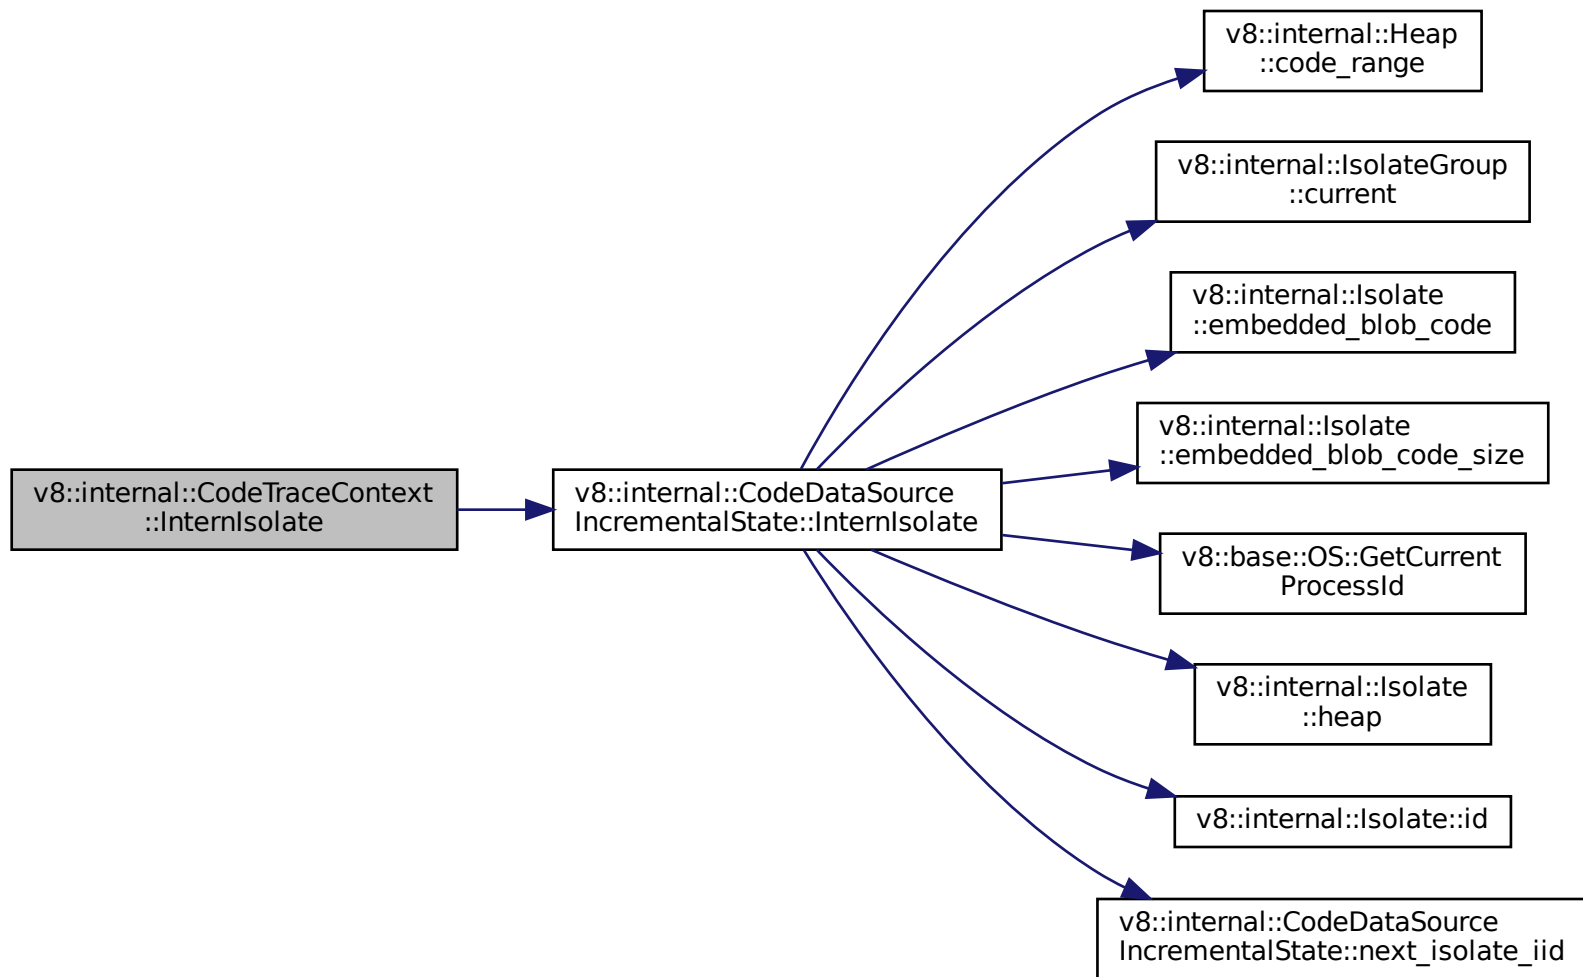 v8::internal::CodeTraceContext
::InternIsolate
v8::internal::CodeDataSource
IncrementalState::InternIsolate
v8::internal::Heap
::code_range
v8::internal::IsolateGroup
::current
v8::internal::Isolate
::embedded_blob_code
v8::internal::Isolate
::embedded_blob_code_size
v8::base::OS::GetCurrent
ProcessId
v8::internal::Isolate
::heap
v8::internal::Isolate::id
v8::internal::CodeDataSource
IncrementalState::next_isolate_iid